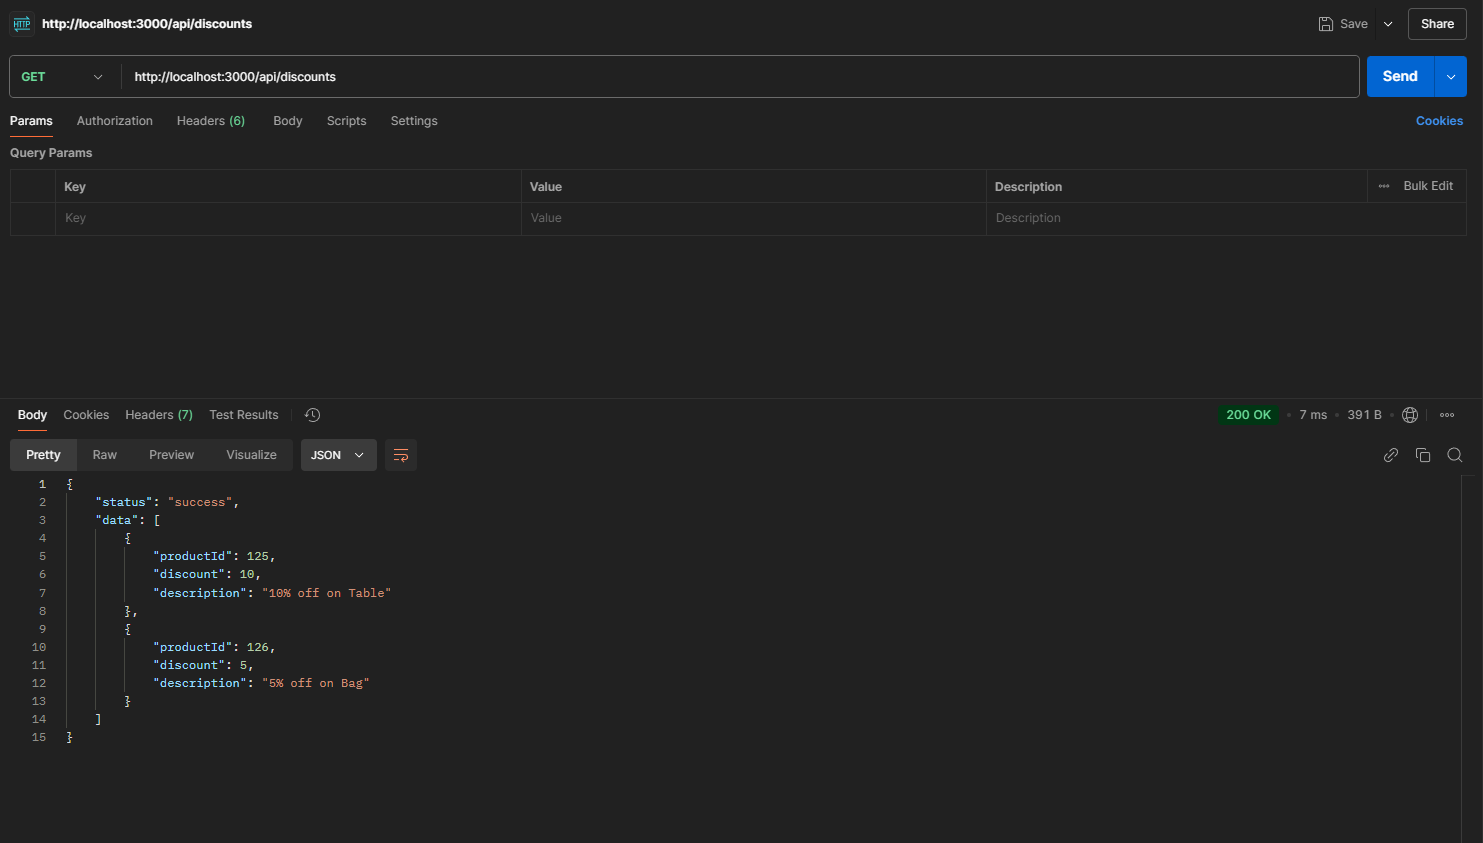 HTTP http://localhost:3000/api/discounts Save Share
GET http://localhost:3000/api/discounts Send
Params Authorization Headers (6) Body Scripts Settings Cookies
Query Params
Key Value Description Bulk Edit
Key Value Description
Body Cookies Headers (7) Test Results 200 OK 7 ms 391 B
Pretty Raw Preview Visualize JSON
1 {
2 "status": "success",
3 "data": [
4 {
5 "productId": 125,
6 "discount": 10,
7 "description": "10% off on Table"
8 },
9 {
10 "productId": 126,
11 "discount": 5,
12 "description": "5% off on Bag"
13 }
14 ]
15 }